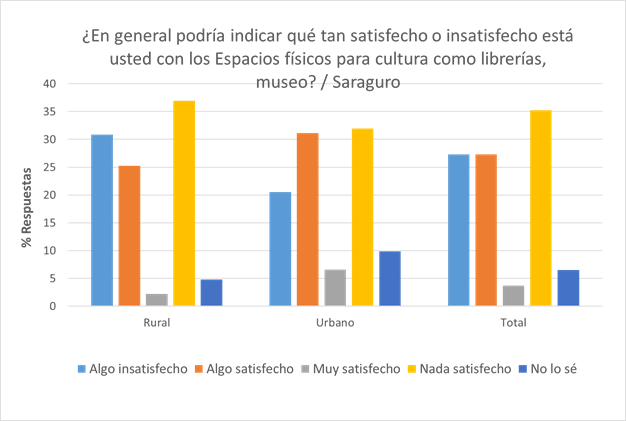 ¿En general podría indicar qué tan satisfecho o insatisfecho está
usted con los Espacios físicos para cultura como librerías,
museo? / Saraguro
40
35
30
25
20
15
10
5
0
% Respuestas
Rural Urbano Total
Algo insatisfecho Algo satisfecho Muy satisfecho Nada satisfecho No lo sé